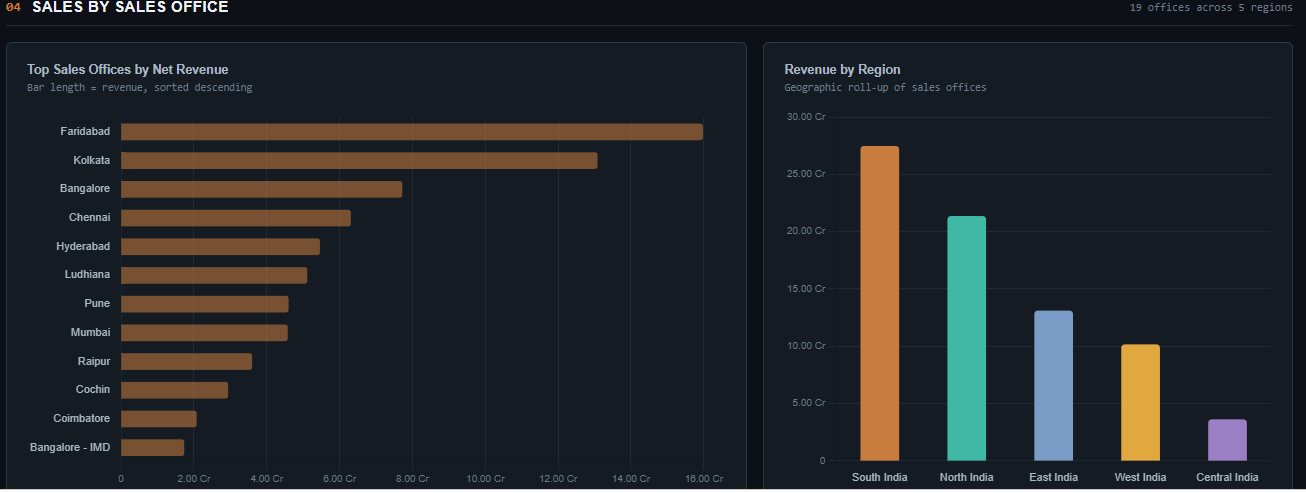 04 SALES BY SALES OFFICE
19 offices across 5 regions
Top Sales Offices by Net Revenue
Bar length = revenue, sorted descending
Faridabad
Kolkata
Bangalore
Chennai
Hyderabad
Ludhiana
Pune
Mumbai
Raipur
Cochin
Coimbatore
Bangalore - IMD
0 2.00 Cr 4.00 Cr 6.00 Cr 8.00 Cr 10.00 Cr 12.00 Cr 14.00 Cr 16.00 Cr
Revenue by Region
Geographic roll-up of sales offices
30.00 Cr
25.00 Cr
20.00 Cr
15.00 Cr
10.00 Cr
5.00 Cr
0
South India North India East India West India Central India